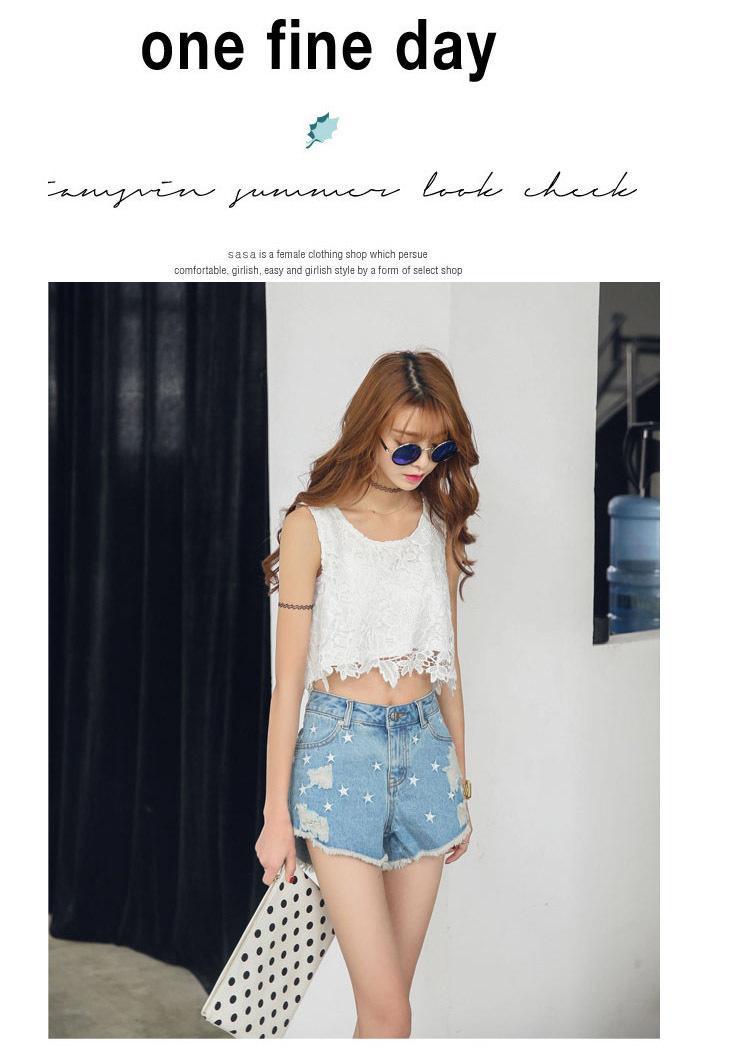 one fine day
summer look check
sasa is a female clothing shop which persue
comfortable, girlish, easy and girlish style by a form of select shop